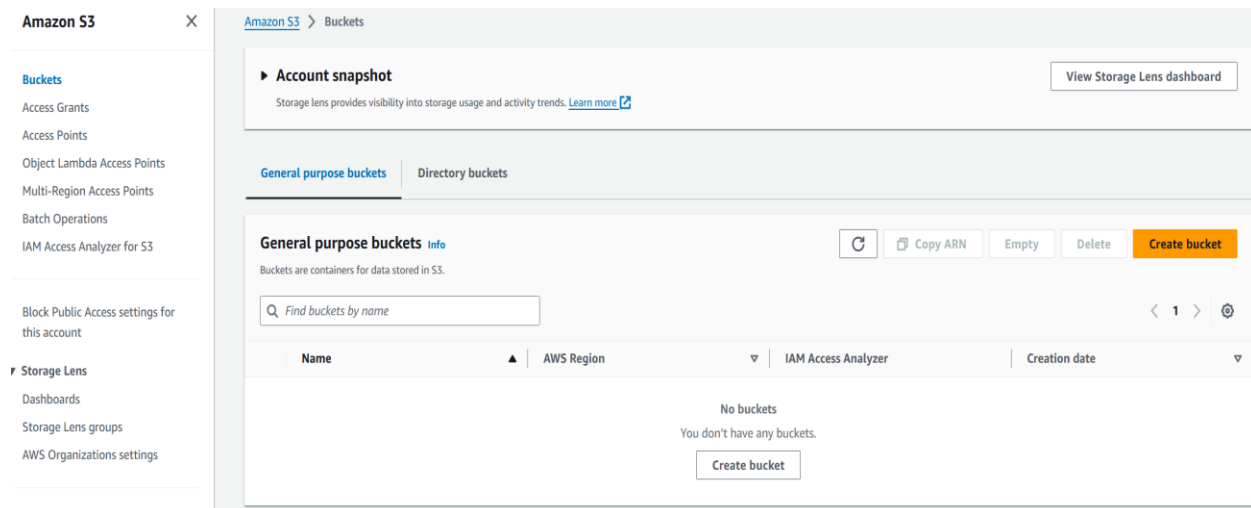 Amazon S3
Buckets
Access Grants
Access Points
Object Lambda Access Points
Multi-Region Access Points
Batch Operations
IAM Access Analyzer for S3
Block Public Access settings for
this account
Storage Lens
Dashboards
Storage Lens groups
AWS Organizations settings
Amazon S3 > Buckets
Account snapshot
View Storage Lens dashboard
Storage lens provides visibility into storage usage and activity trends. Learn more
General purpose buckets Directory buckets
General purpose buckets Info
Copy ARN Empty Delete Create bucket
Buckets are containers for data stored in S3.
Find buckets by name
< 1 >
Name AWS Region IAM Access Analyzer Creation date
No buckets
You don't have any buckets.
Create bucket